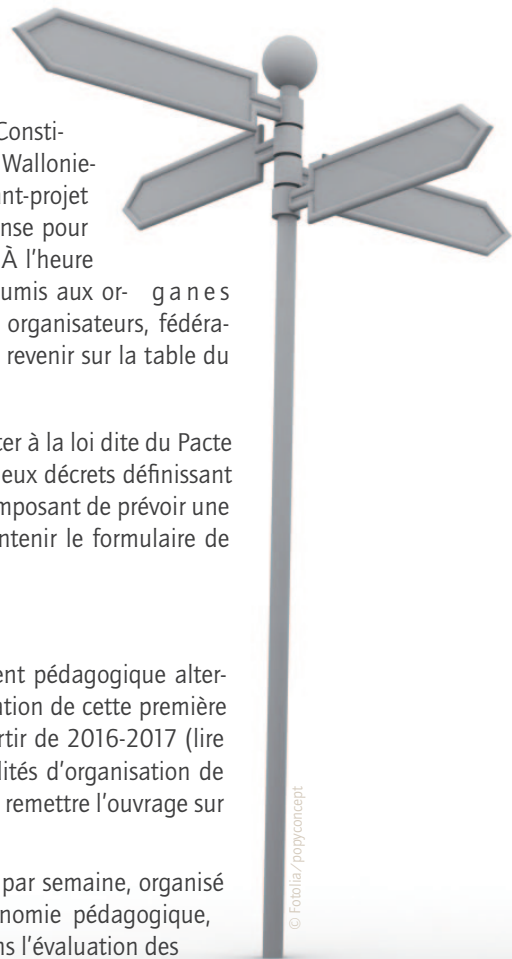 Consti-
Wallonie-
nt-projet
nse pour
À l'heure
umis aux or- ganes
organisateurs, fédéra-
revenir sur la table du
ter à la loi dite du Pacte
eux décrets définissant
mposant de prévoir une
ntenir le formulaire de
ent pédagogique alter-
tion de cette première
rtir de 2016-2017 (lire
lités d'organisation de
remettre l'ouvrage sur
par semaine, organisé
nomie pédagogique,
ns l'évaluation des
© Fotolia/popyconcept